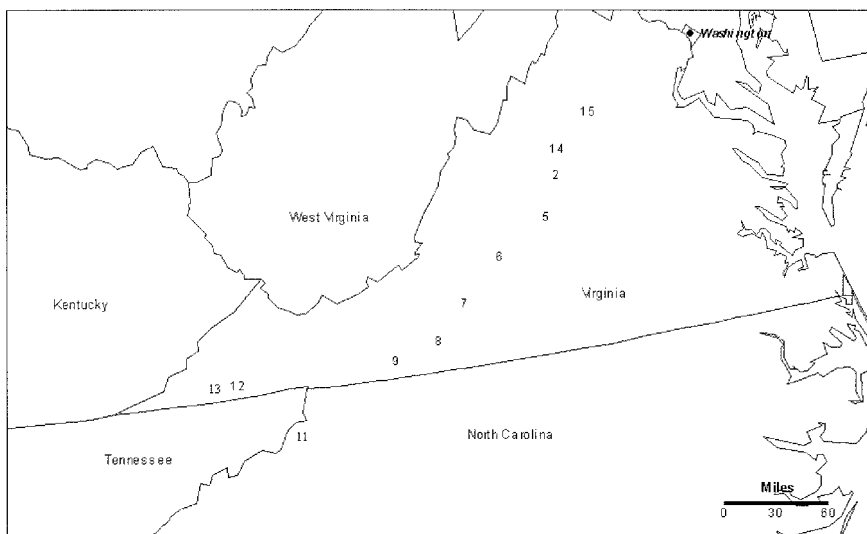 Washington
15
14
2
West Virginia
5
6
Kentucky
7
Virginia
8
9
13 12
11
North Carolina
Tennessee
Miles
0 30 60